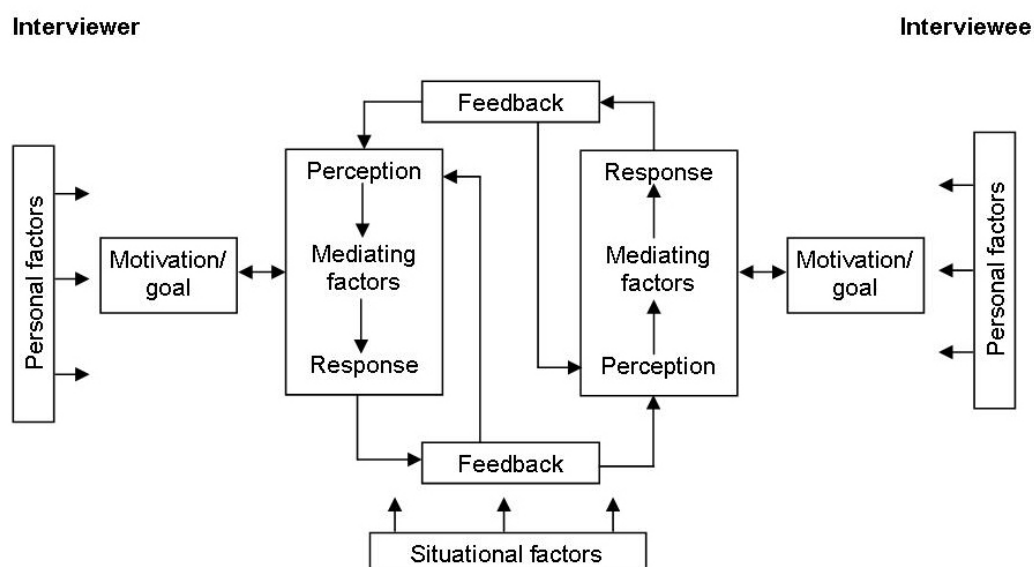 Interviewer
Interviewee
Feedback
Personal factors
Motivation/
goal
Perception
Mediating
factors
Response
Response
Mediating
factors
Perception
Motivation/
goal
Personal factors
Feedback
Situational factors